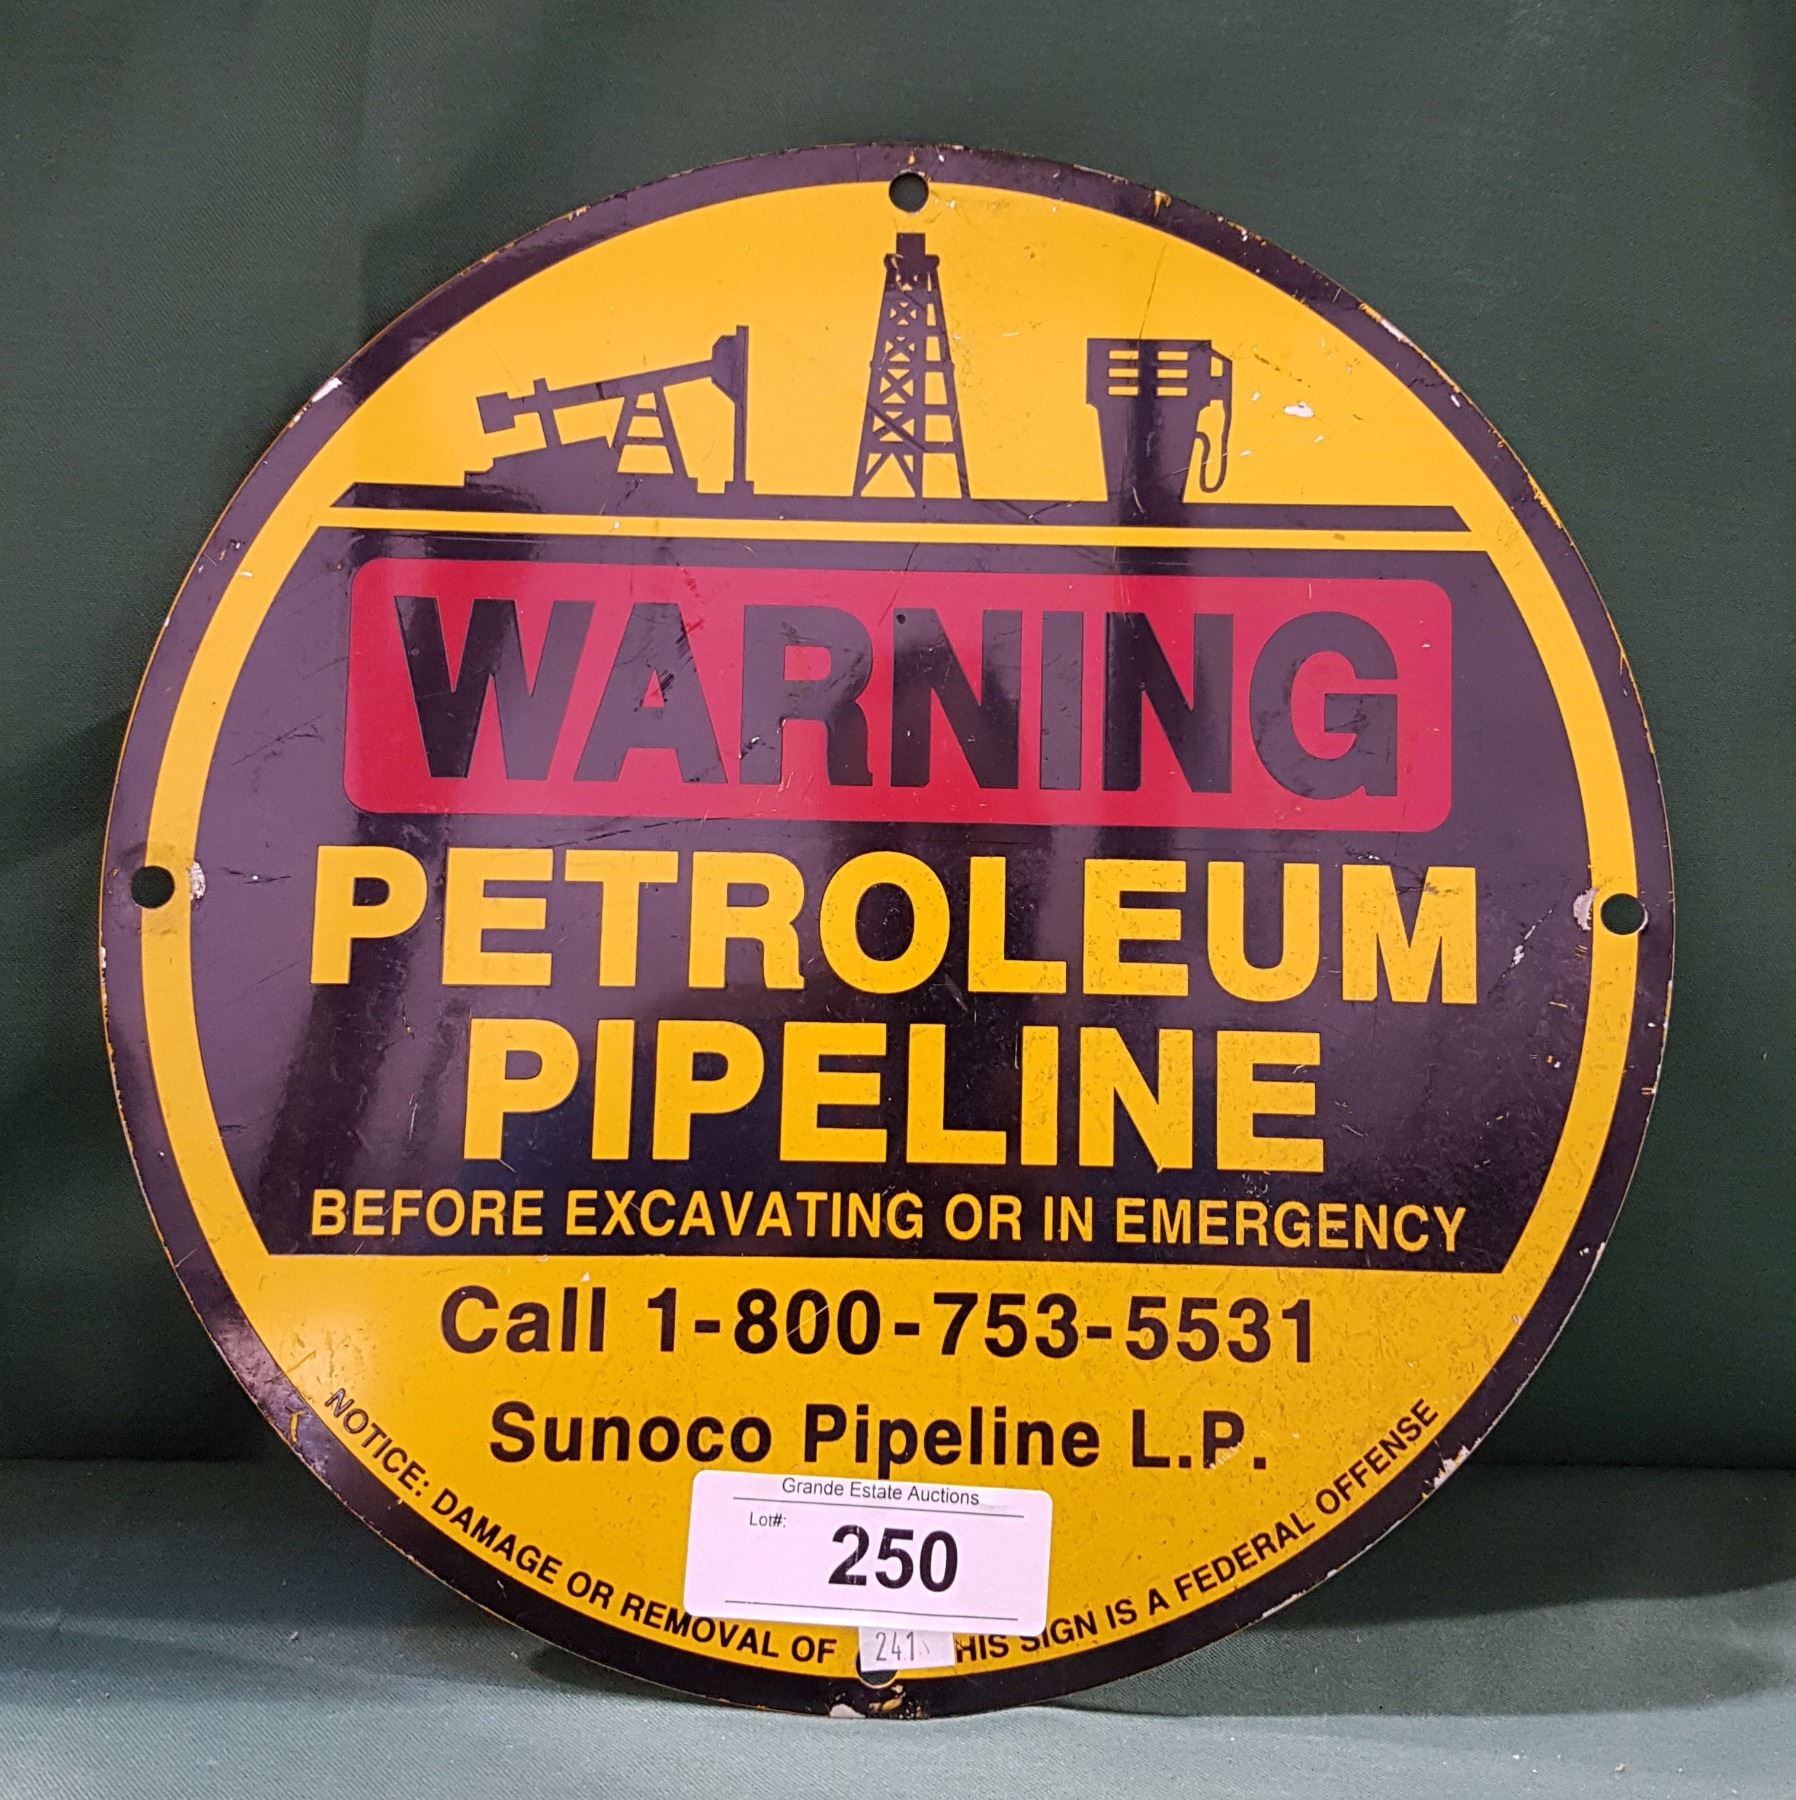 WARNING
PETROLEUM
PIPELINE
BEFORE EXCAVATING OR IN EMERGENCY
Call 1-800-753-5531
Sunoco Pipeline L.P.
NOTICE: DAMAGE OR REMOVAL OF HIS SIGN IS A FEDERAL OFFENSE
Grande Estate Auctions
Lot#:
250
241